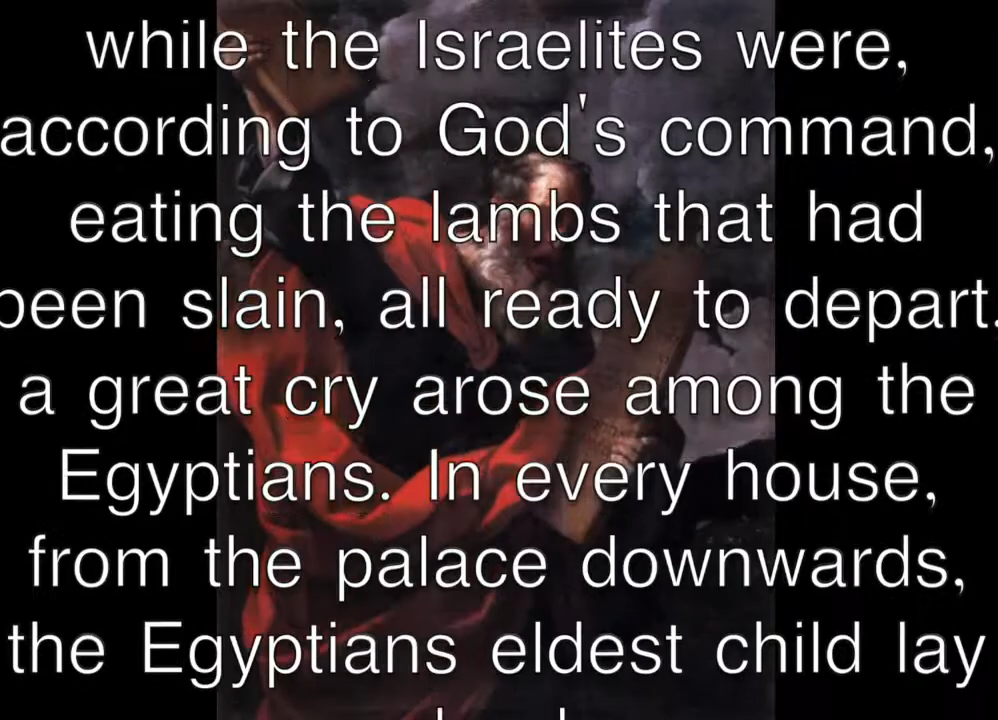 while the Israelites were,
according to God's command,
eating the lambs that had
been slain, all ready to depart.
a great cry arose among the
Egyptians. In every house,
from the palace downwards,
the Egyptians eldest child lay